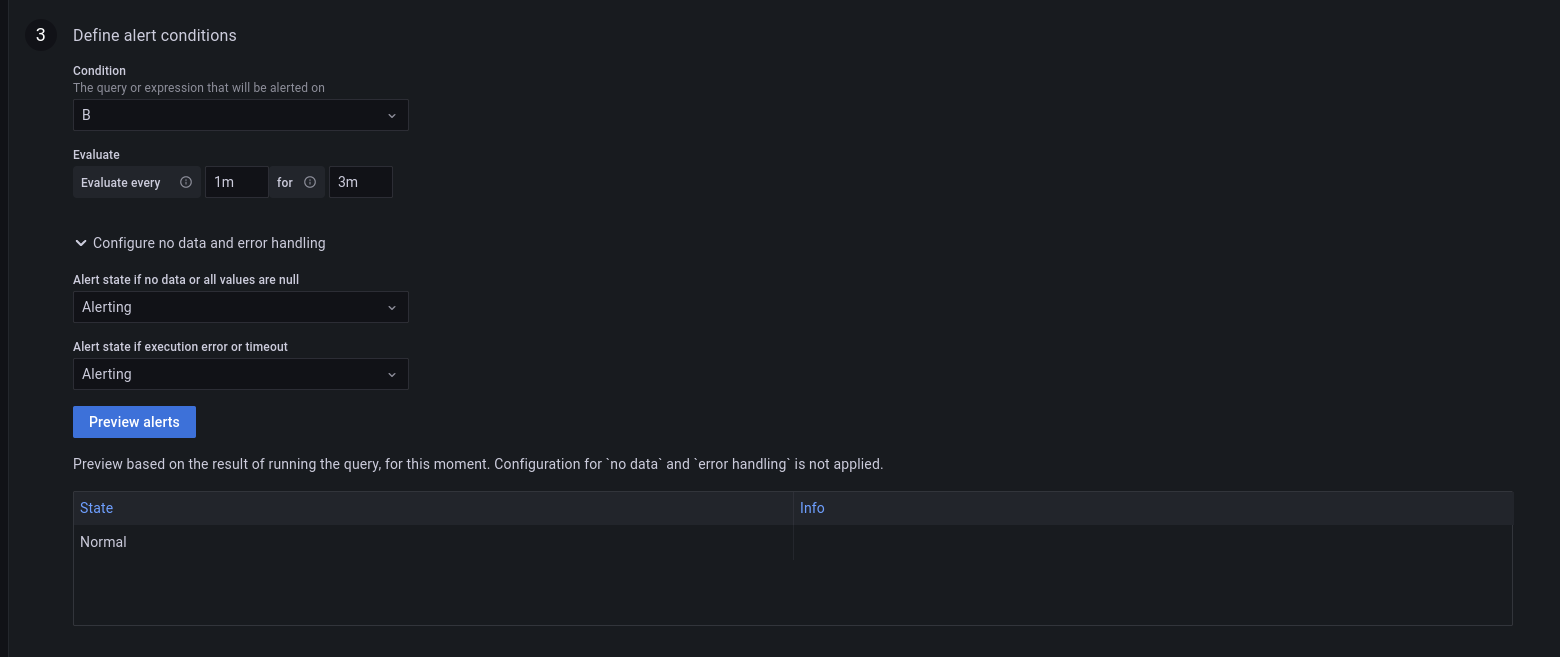 3 Define alert conditions
Condition
The query or expression that will be alerted on
B
Evaluate
Evaluate every 1m for 3m
Configure no data and error handling
Alert state if no data or all values are null
Alerting
Alert state if execution error or timeout
Alerting
Preview alerts
Preview based on the result of running the query, for this moment. Configuration for `no data` and `error handling` is not applied.
State Info
Normal